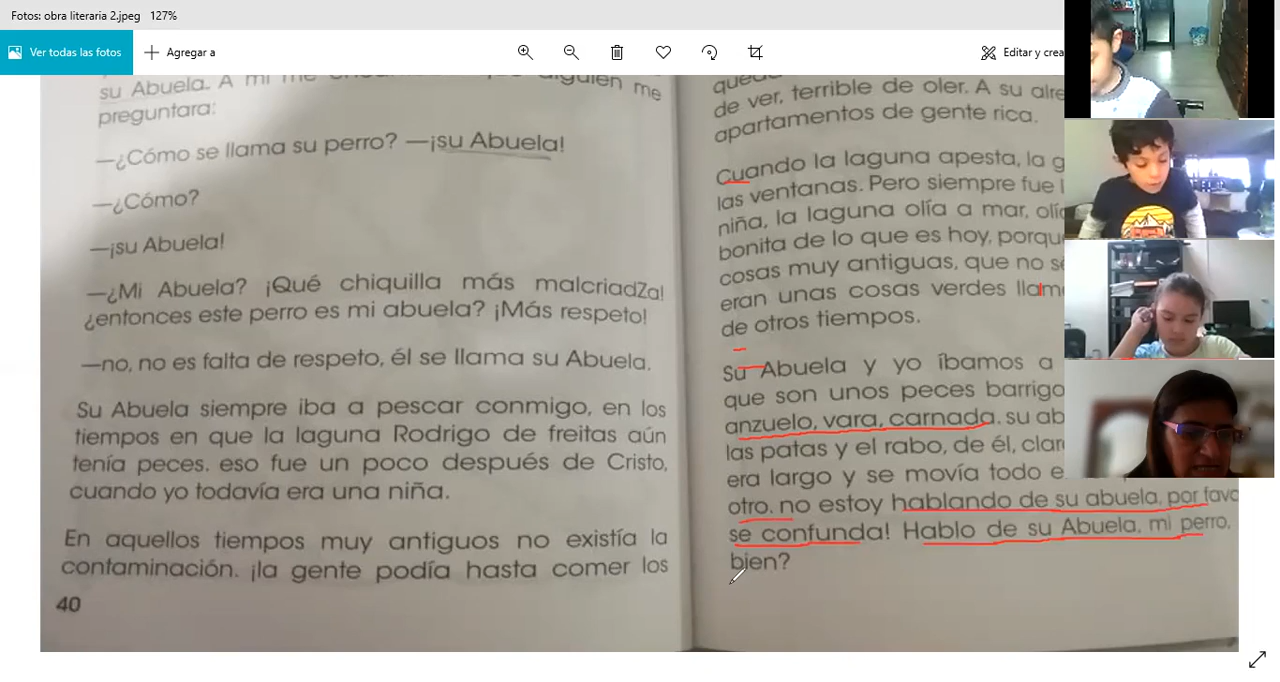 Fotos: obra literaria 2.jpeg 127%
Ver todas las fotos
Agregar a
Editar y crea
su Abuela. A mí me alguien me
preguntara:
—¿Cómo se llama su perro? —¡su Abuela!
—¿Cómo?
—¡su Abuela!
—¿Mi Abuela? ¡Qué chiquilla más malcriadZa!
¿entonces este perro es mi abuela? ¡Más respeto!
—no, no es falta de respeto, él se llama su Abuela.
Su Abuela siempre iba a pescar conmigo, en los
tiempos en que la laguna Rodrigo de freitas aún
tenía peces. eso fue un poco después de Cristo,
cuando yo todavía era una niña.
En aquellos tiempos muy antiguos no existía la
contaminación. ¡la gente podía hasta comer los
40
de ver, terrible de oler. A su alre
apartamentos de gente rica.
Cuando la laguna apesta, la g
las ventanas. Pero siempre fue l
niña, la laguna olía a mar, olí
bonita de lo que es hoy, porqu
cosas muy antiguas, que no s
eran unas cosas verdes llam
de otros tiempos.
Su Abuela y yo íbamos a
que son unos peces barrigo
anzuelo, vara, carnada. su ab
las patas y el rabo, de él, clar
era largo y se movía todo e
otro. no estoy hablando de su abuela, por favo
se confunda! Hablo de su Abuela, mi perro,
bien?